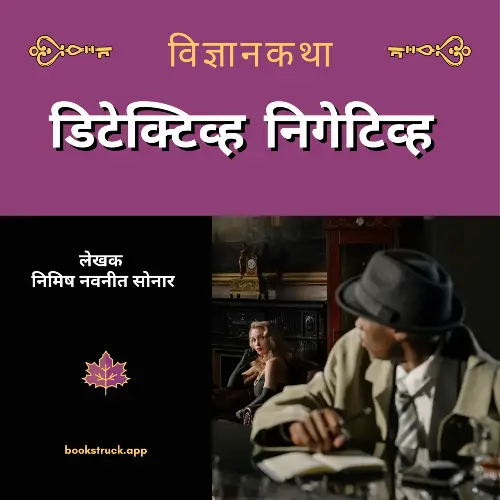 विज्ञानकथा
डिटेक्टिव्ह निगेटिव्ह
लेखक
निमिष नवनीत सोनार
bookstruck.app